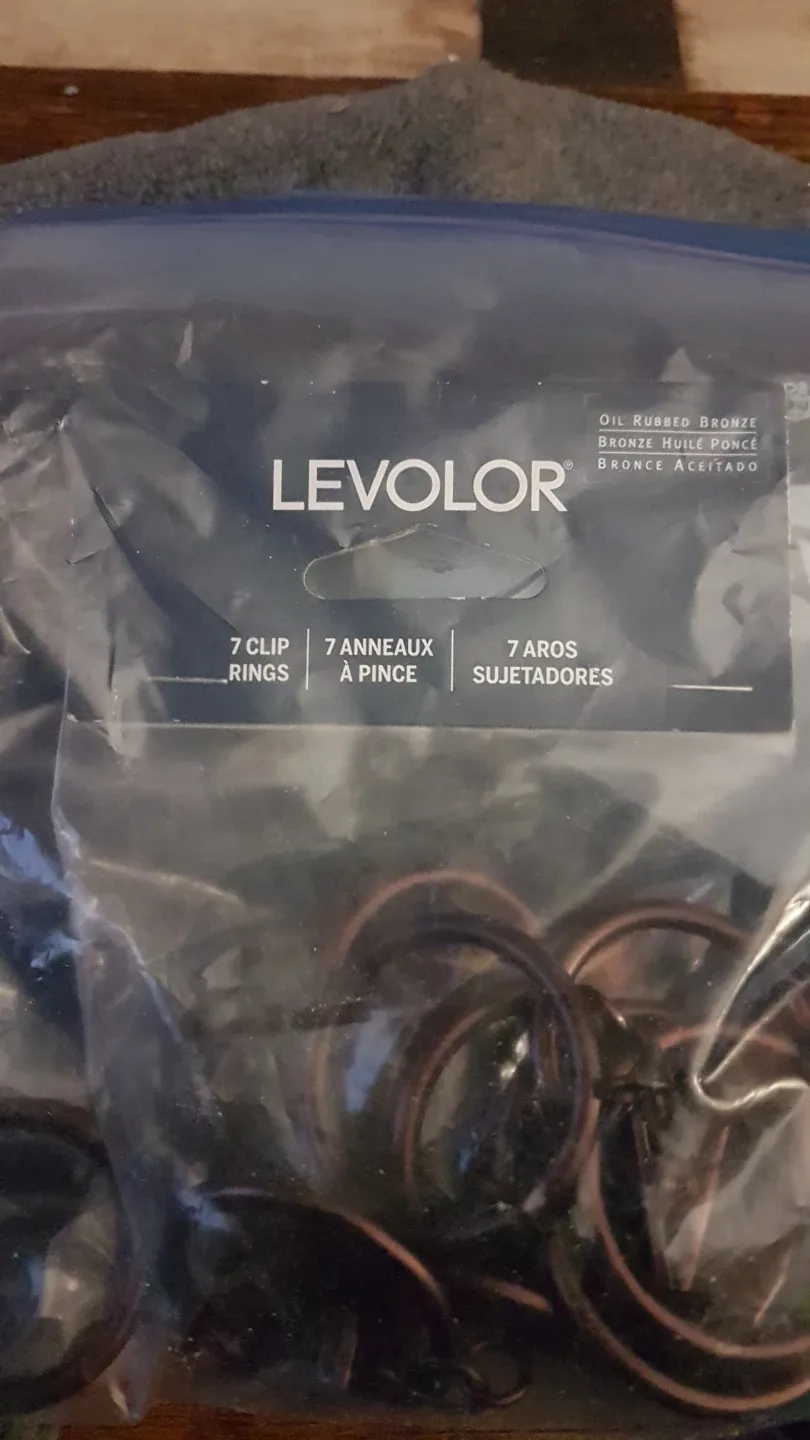 OIL RUBBED BRONZE
BRONZE HUILÉ PONCÉ
BRONCE ACEITADO
LEVOLOR®
7 CLIP
RINGS
7 ANNEAUX
À PINCE
7 AROS
SUJETADORES